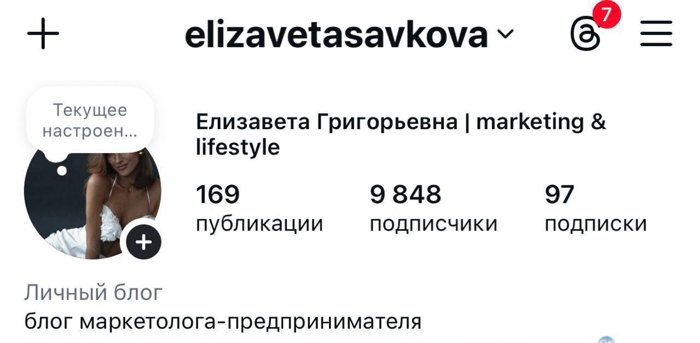 elizavetasavkova
7
Текущее
настроен...
Елизавета Григорьевна | marketing &
lifestyle
169 9 848 97
публикации подписчики подписки
Личный блог
блог маркетолога-предпринимателя